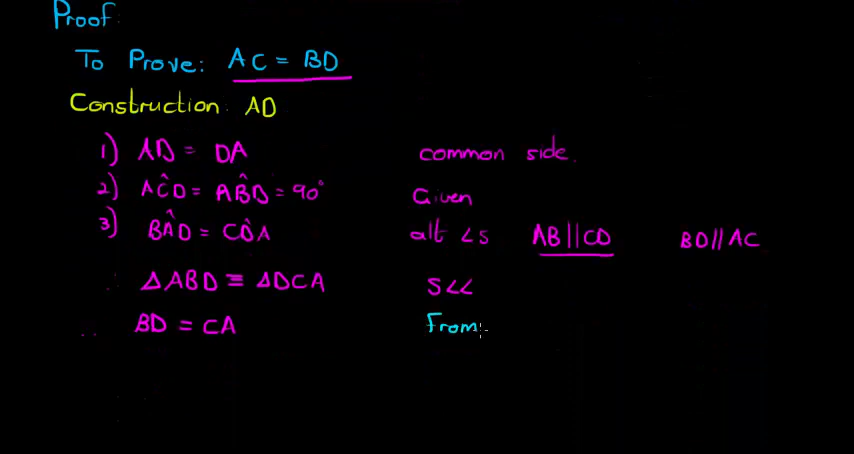 Proof:
To Prove: AC = BD
Construction: AD
1) AD = DA common side.
2) AĈD = AB̂D = 90° Given
3) BÂD = CD̂A alt ∠s AB||CD BD//AC
∴ ΔABD ≡ ΔDCA S∠∠
∴ BD = CA From